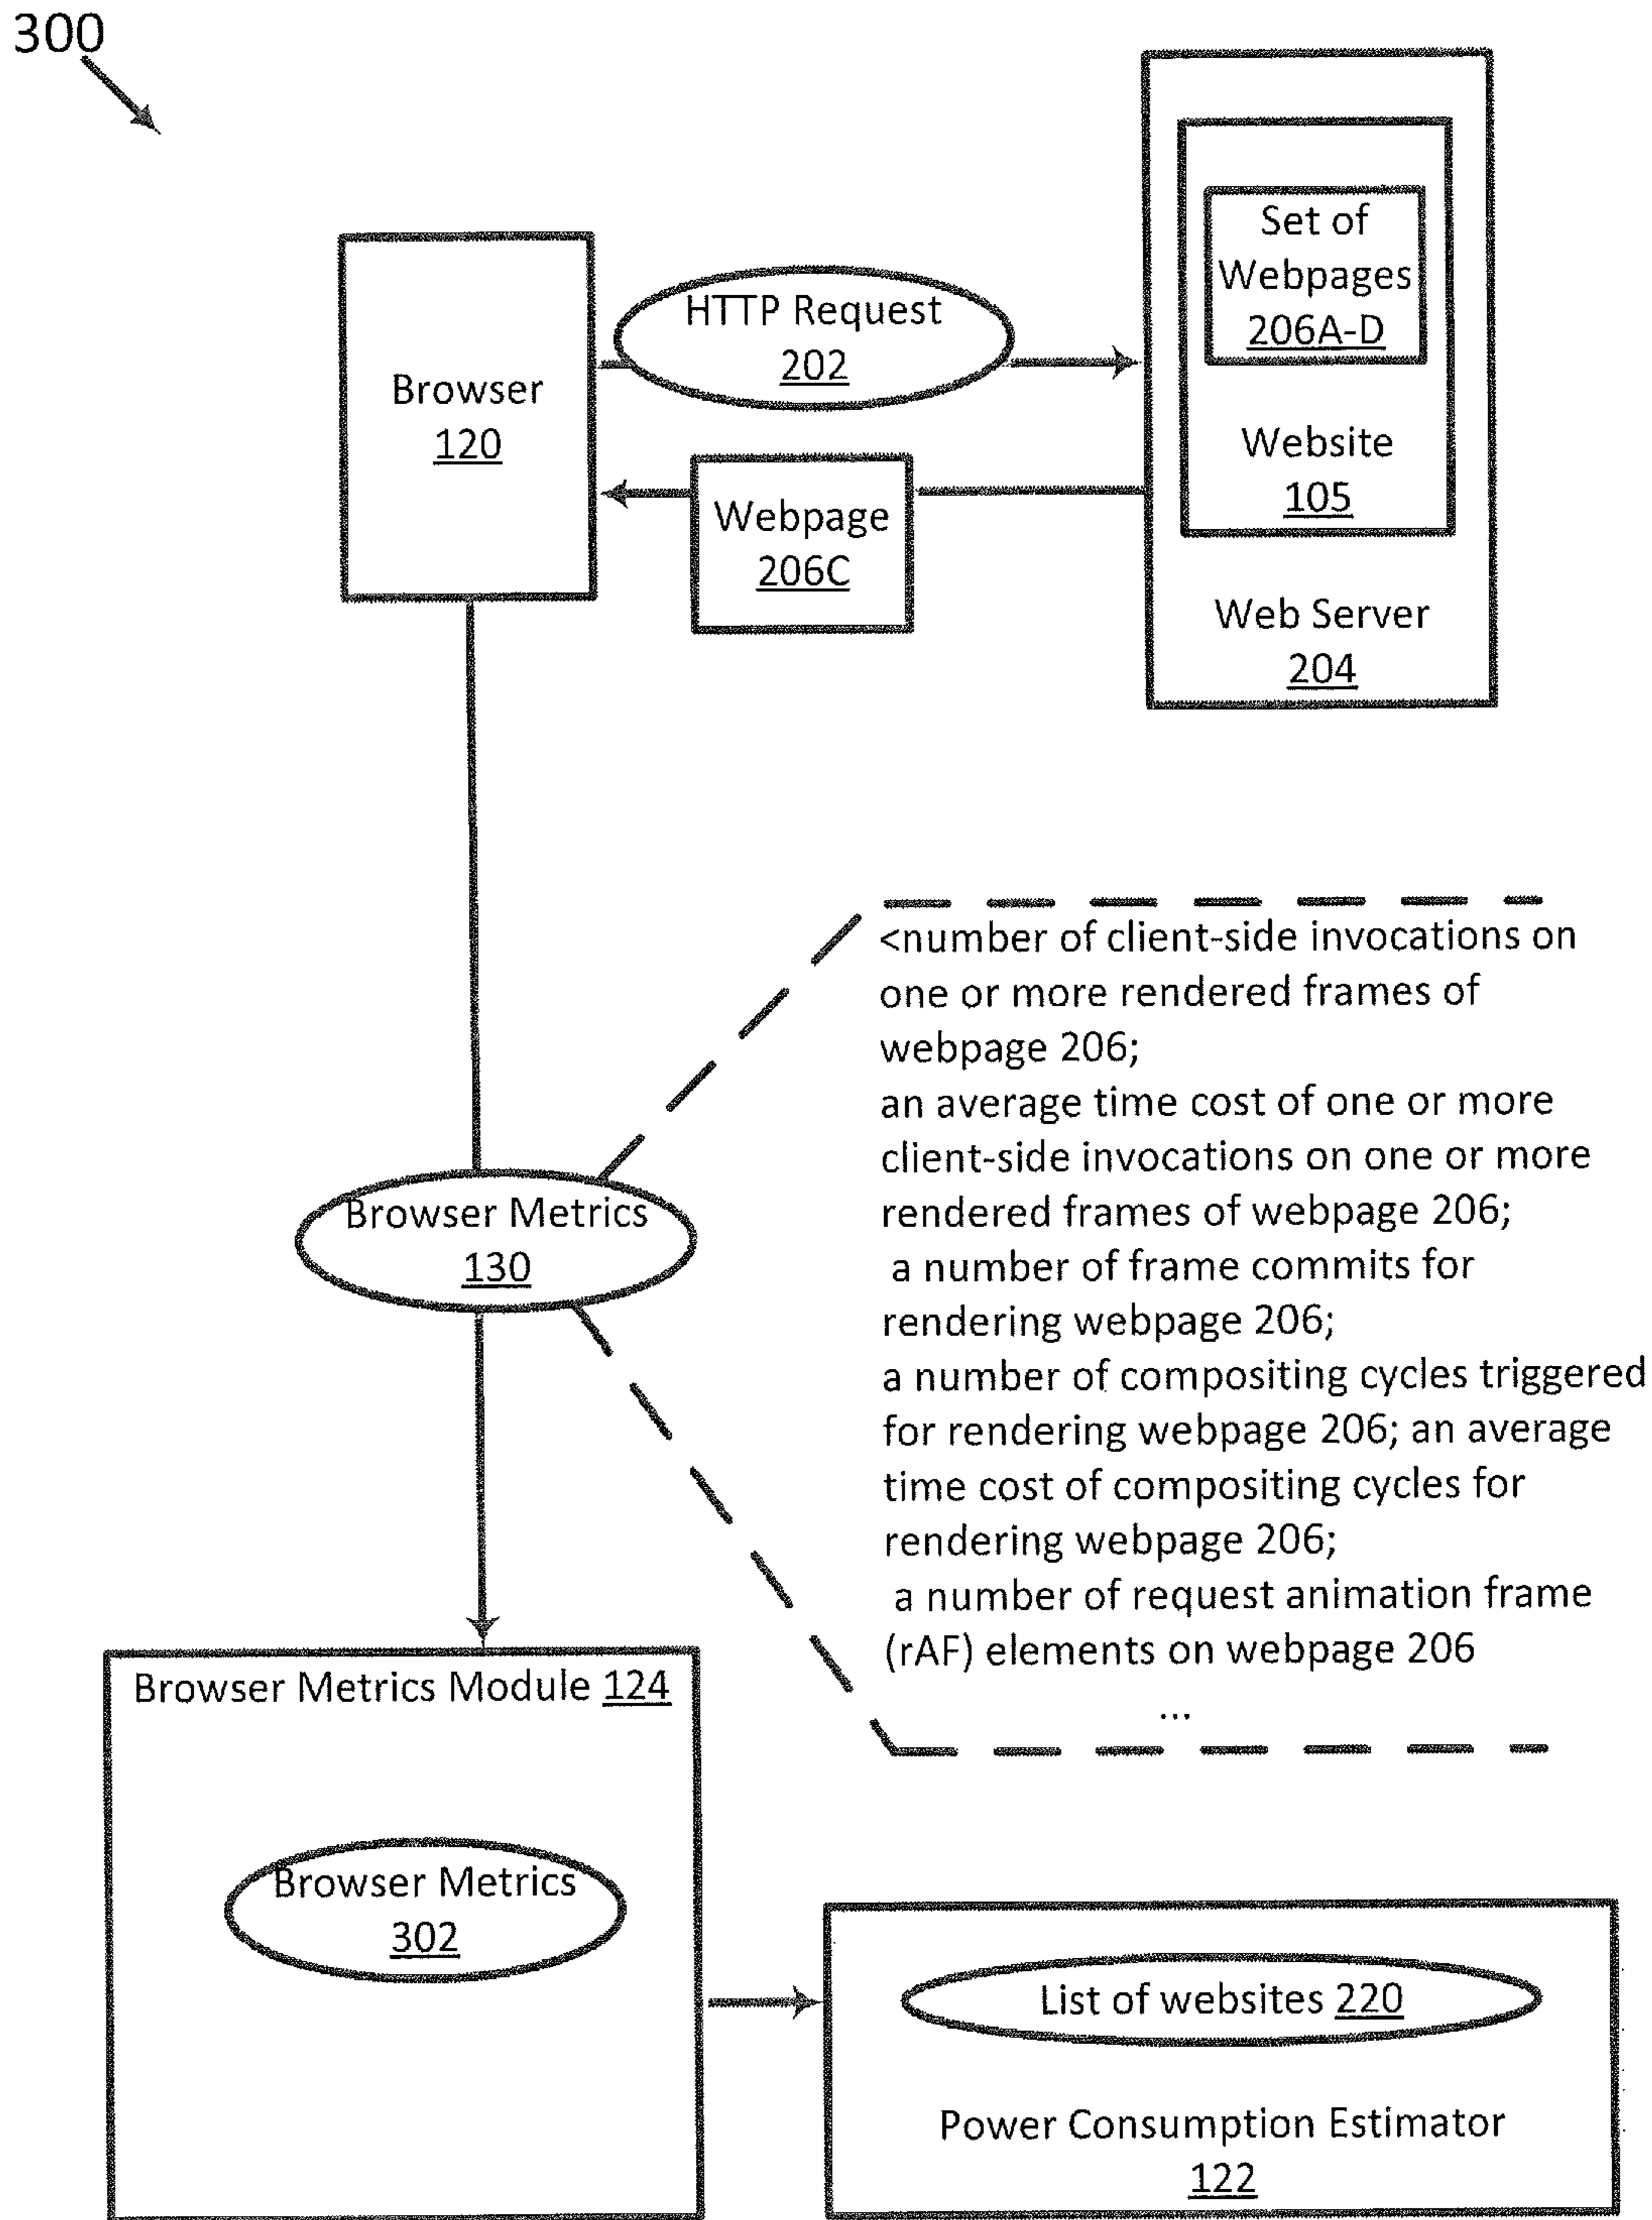 300
Set of
Webpages
206A-D
Website
105
Web Server
204
HTTP Request
202
Browser
120
Webpage
206C
<number of client-side invocations on
one or more rendered frames of
webpage 206;
an average time cost of one or more
client-side invocations on one or more
rendered frames of webpage 206;
a number of frame commits for
rendering webpage 206;
a number of compositing cycles triggered
for rendering webpage 206; an average
time cost of compositing cycles for
rendering webpage 206;
a number of request animation frame
(rAF) elements on webpage 206
...
Browser Metrics
130
Browser Metrics Module 124
Browser Metrics
302
List of websites 220
Power Consumption Estimator
122